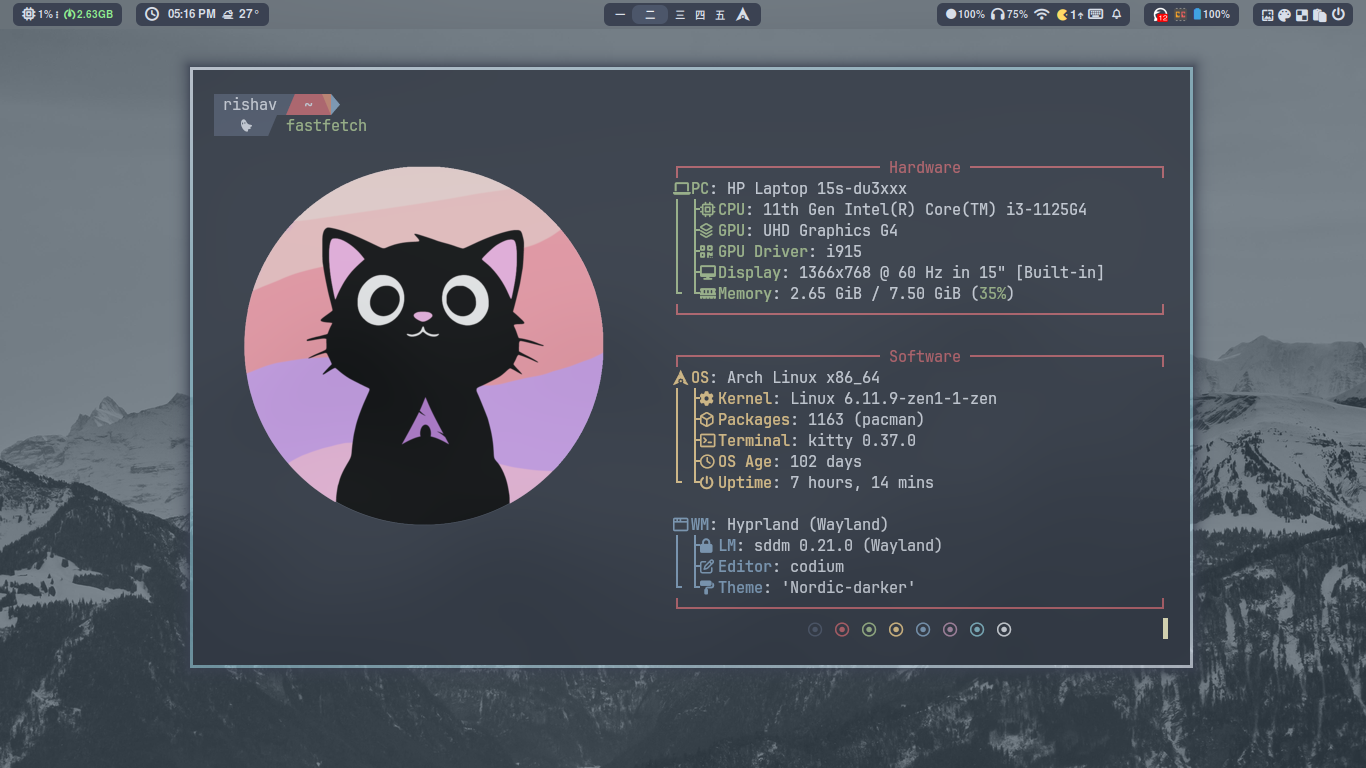 1% 2.63GB
05:16 PM 27°
一 二 三 四 五
100% 75% 1
12 100%
rishav ~
fastfetch
Hardware
PC: HP Laptop 15s-du3xxx
CPU: 11th Gen Intel(R) Core(TM) i3-1125G4
GPU: UHD Graphics G4
GPU Driver: i915
Display: 1366x768 @ 60 Hz in 15" [Built-in]
Memory: 2.65 GiB / 7.50 GiB (35%)
Software
OS: Arch Linux x86_64
Kernel: Linux 6.11.9-zen1-1-zen
Packages: 1163 (pacman)
Terminal: kitty 0.37.0
OS Age: 102 days
Uptime: 7 hours, 14 mins
WM: Hyprland (Wayland)
LM: sddm 0.21.0 (Wayland)
Editor: codium
Theme: 'Nordic-darker'